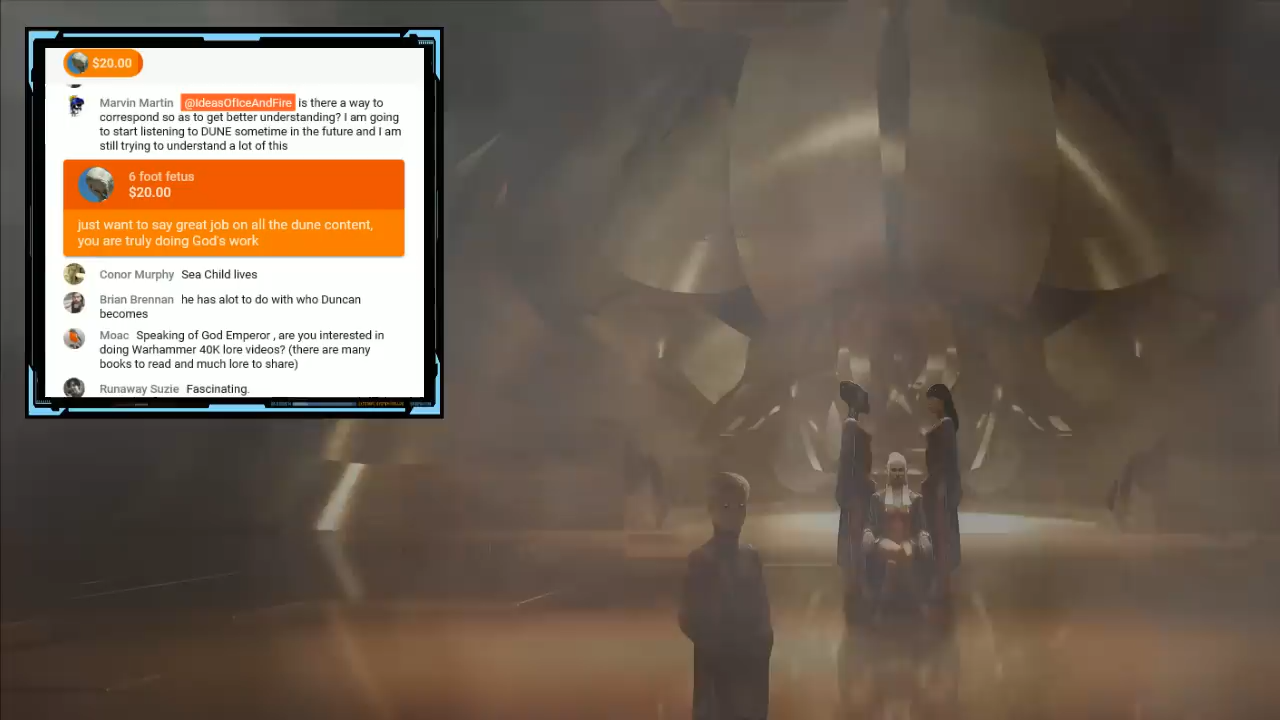 $20.00
Marvin Martin @IdeasOfIceAndFire is there a way to
correspond so as to get better understanding? I am going
to start listening to DUNE sometime in the future and I am
still trying to understand a lot of this
6 foot fetus
$20.00
just want to say great job on all the dune content,
you are truly doing God's work
Conor Murphy Sea Child lives
Brian Brennan he has alot to do with who Duncan
becomes
Moac Speaking of God Emperor , are you interested in
doing Warhammer 40K lore videos? (there are many
books to read and much lore to share)
Runaway Suzie Fascinating.